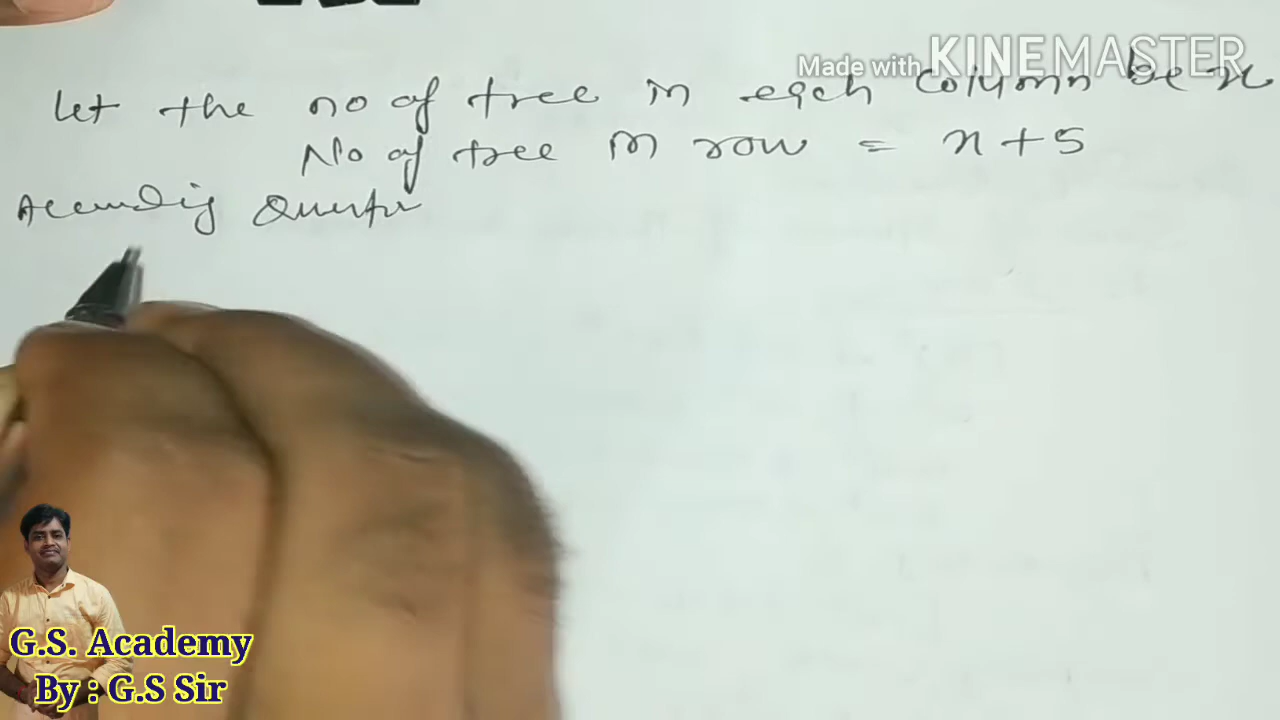 Made with KINEMASTER
Let the no of tree in each column be x
No of tree in row = x + 5
According Question
G.S. Academy
By : G.S Sir